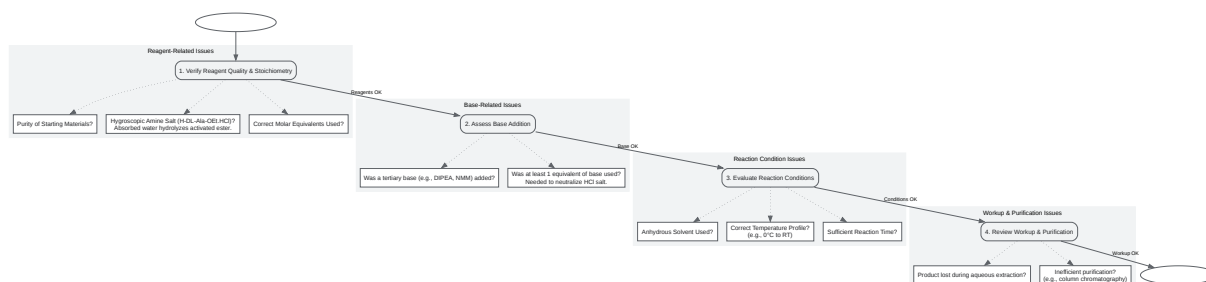 Reagent-Related Issues
1. Verify Reagent Quality & Stoichiometry
Reagents OK
Purity of Starting Materials?
Hygroscopic Amine Salt (H-DL-Ala-OEt.HCl)?
Absorbed water hydrolyzes activated ester.
Correct Molar Equivalents Used?
Base-Related Issues
2. Assess Base Addition
Base OK
Was a tertiary base (e.g., DIPEA, NMM) added?
Was at least 1 equivalent of base used?
Needed to neutralize HCl salt.
Reaction Condition Issues
3. Evaluate Reaction Conditions
Conditions OK
Anhydrous Solvent Used?
Correct Temperature Profile?
(e.g., 0°C to RT)
Sufficient Reaction Time?
Workup & Purification Issues
4. Review Workup & Purification
Workup OK
Product lost during aqueous extraction?
Inefficient purification?
(e.g., column chromatography)